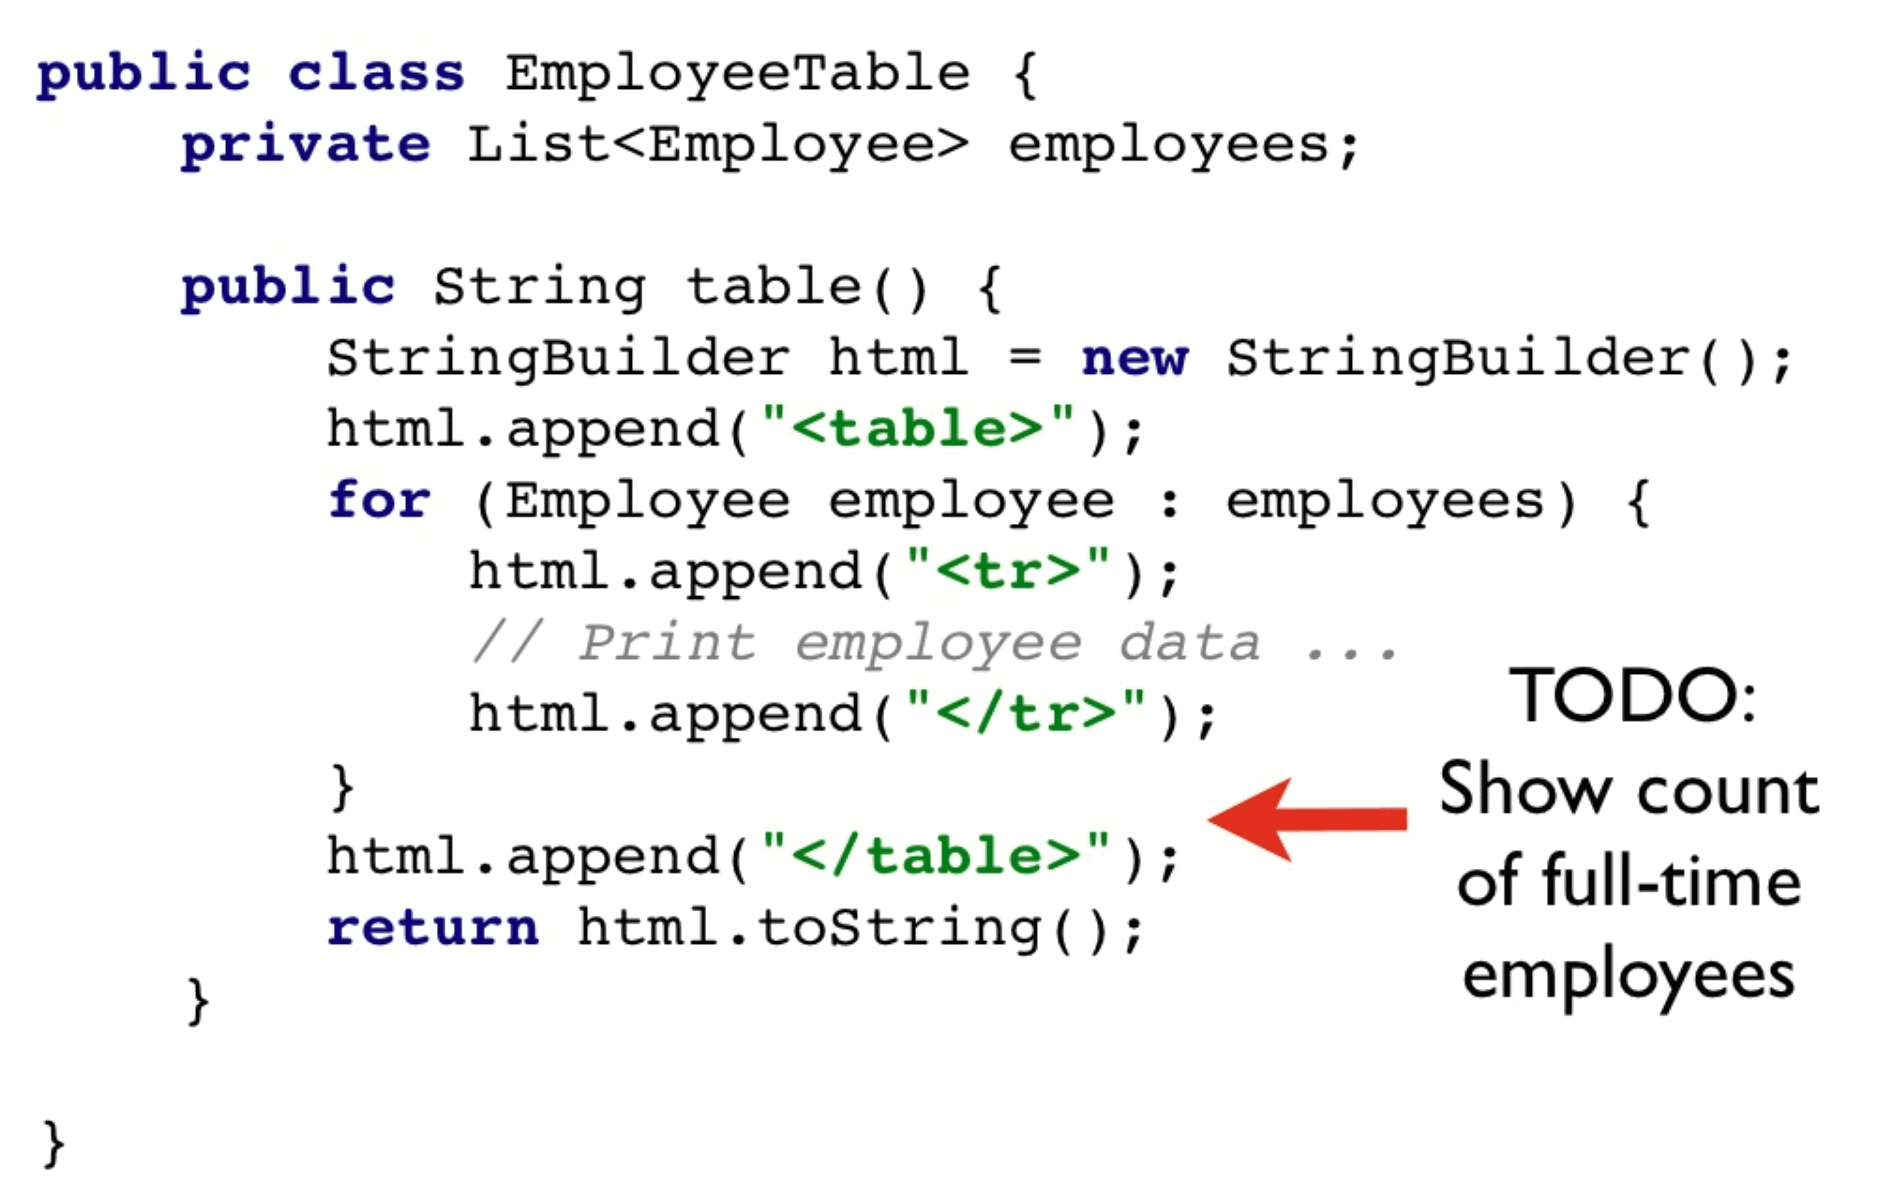 public class EmployeeTable {
    private List<Employee> employees;

    public String table() {
        StringBuilder html = new StringBuilder();
        html.append("<table>");
        for (Employee employee : employees) {
            html.append("<tr>");
            // Print employee data ...
            html.append("</tr>");
        }
        html.append("</table>");
        return html.toString();
    }

}
TODO:
Show count
of full-time
employees